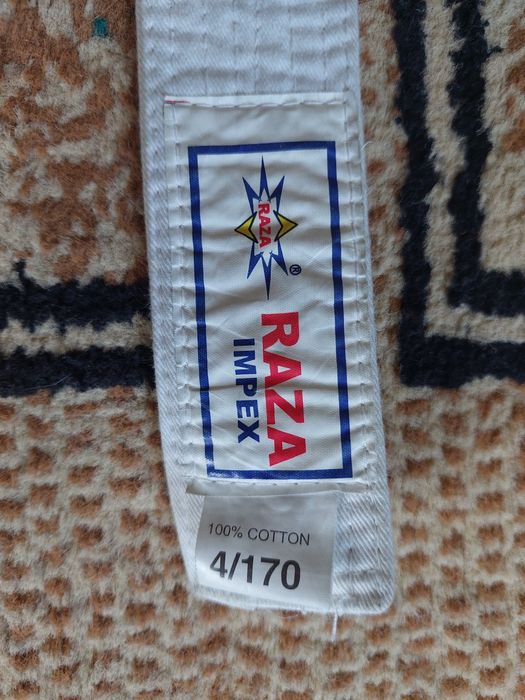 RAZA
®
RAZA
IMPEX
100% COTTON
4/170